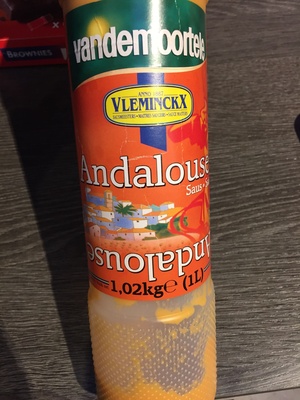 BROWNIES
vandemoortele
VLEMINCKX
Andalouse
Saus
Andalouse
1,02kg e (1L)